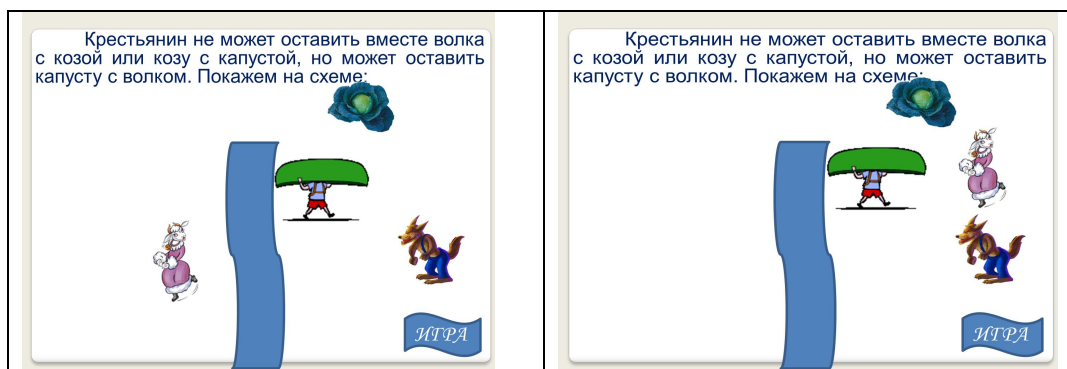 Крестьянин не может оставить вместе волка
с козой или козу с капустой, но может оставить
капусту с волком. Покажем на схеме:
ИГРА
Крестьянин не может оставить вместе волка
с козой или козу с капустой, но может оставить
капусту с волком. Покажем на схеме:
ИГРА